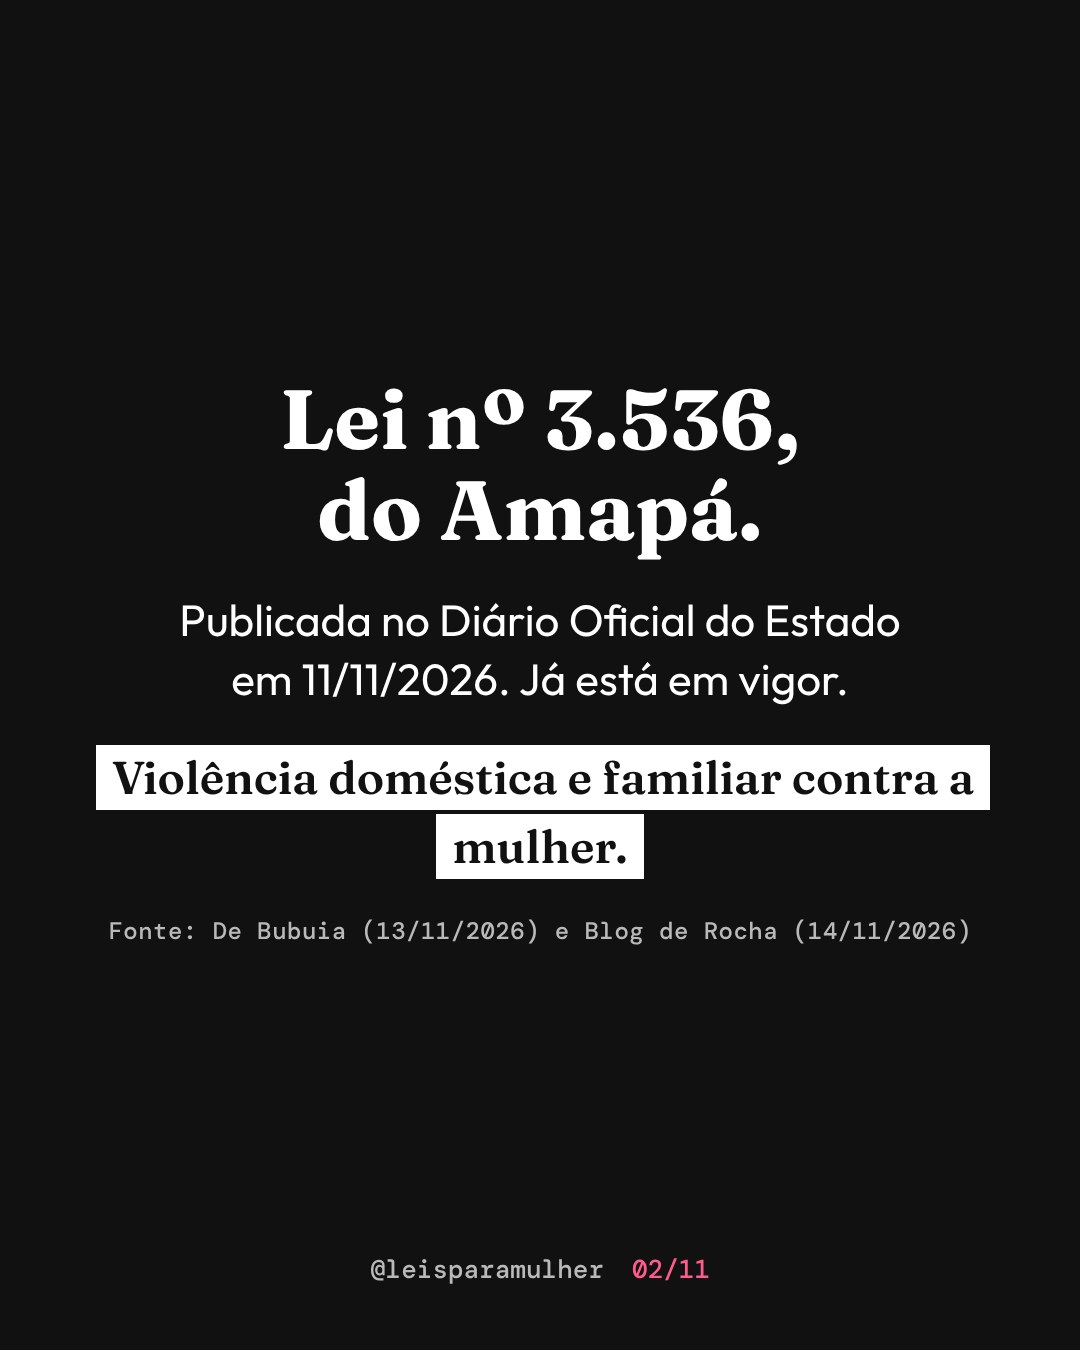 Lei nº 3.536,
do Amapá.
Publicada no Diário Oficial do Estado
em 11/11/2026. Já está em vigor.
Violência doméstica e familiar contra a
mulher.
Fonte: De Bubuia (13/11/2026) e Blog de Rocha (14/11/2026)
@leisparamulher 02/11